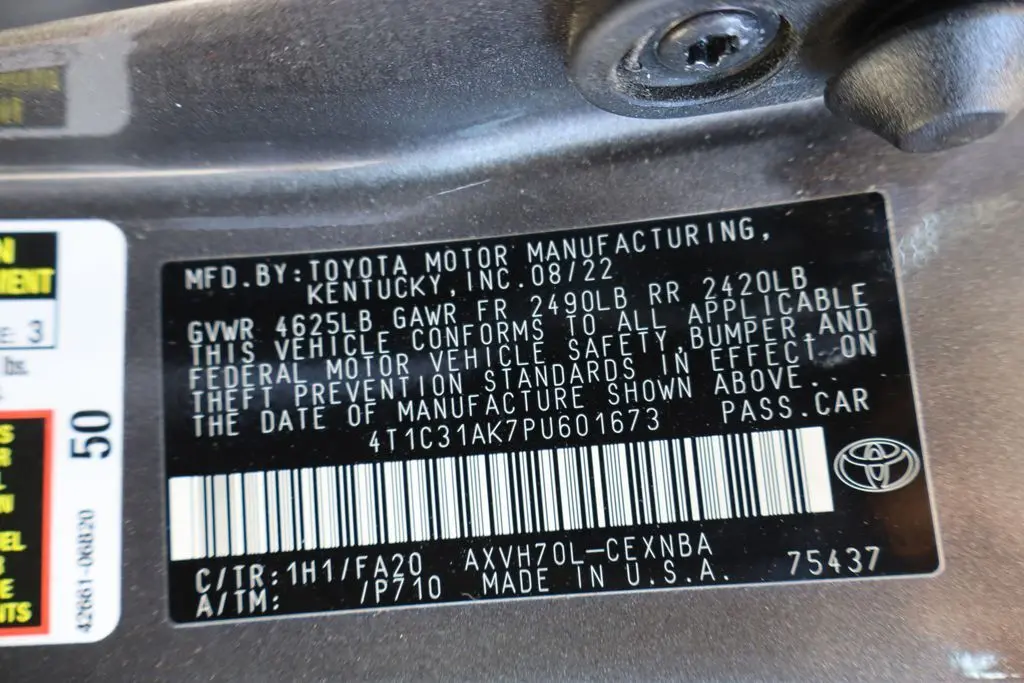 MFD.BY:TOYOTA MOTOR MANUFACTURING,
KENTUCKY,INC.08/22
GVWR 4625LB GAWR FR 2490LB RR 2420LB
THIS VEHICLE CONFORMS TO ALL APPLICABLE
FEDERAL MOTOR VEHICLE SAFETY,BUMPER,AND
THEFT PREVENTION STANDARDS IN EFFECT ON
THE DATE OF MANUFACTURE SHOWN ABOVE.
4T1C31AK7PU601673 PASS.CAR
C/TR:1H1/FA20 AXVH70L-CEXNBA
A/TM: /P710 MADE IN U.S.A. 75437
3
lbs.
50
42661-06820